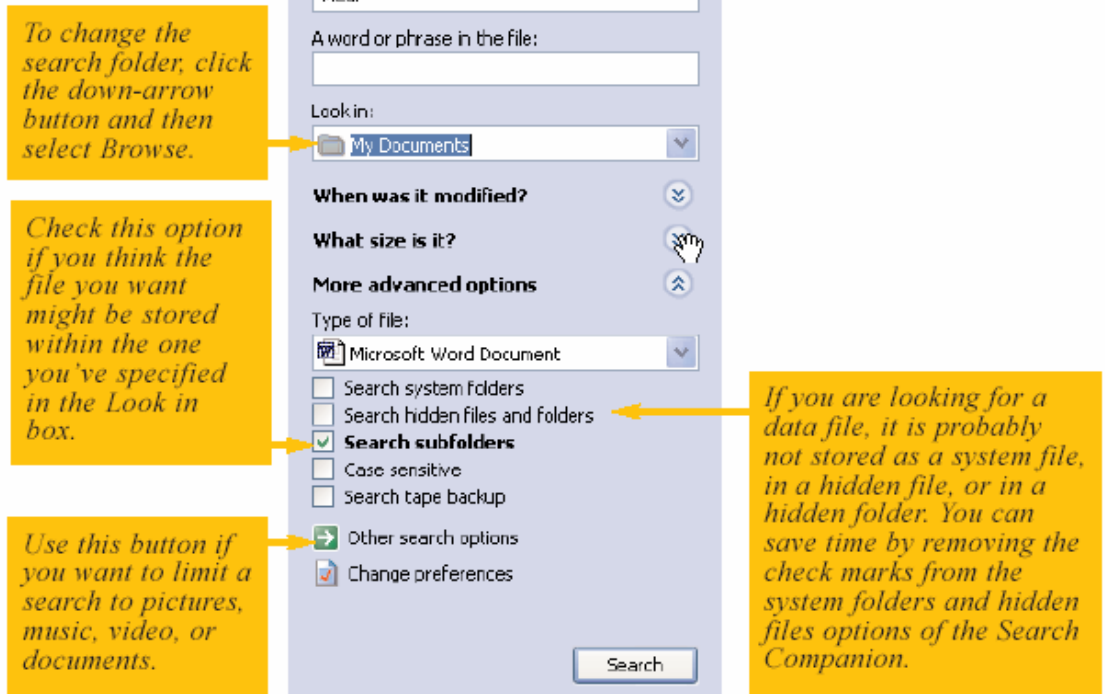 To change the
search folder, click
the down-arrow
button and then
select Browse.
Check this option
if you think the
file you want
might be stored
within the one
you've specified
in the Look in
box.
Use this button if
you want to limit a
search to pictures,
music, video, or
documents.
A word or phrase in the file:
Look in:
My Documents
When was it modified?
What size is it?
More advanced options
Type of file:
Microsoft Word Document
Search system folders
Search hidden files and folders
Search subfolders
Case sensitive
Search tape backup
Other search options
Change preferences
Search
If you are looking for a
data file, it is probably
not stored as a system file,
in a hidden file, or in a
hidden folder. You can
save time by removing the
check marks from the
system folders and hidden
files options of the Search
Companion.